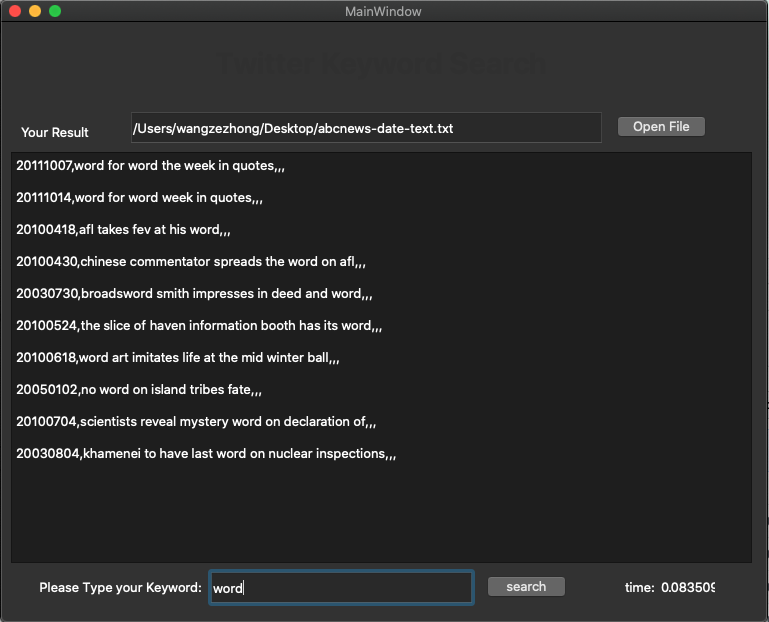 MainWindow
Twitter Keyword Search
Your Result
/Users/wangzezhong/Desktop/abcnews-date-text.txt
Open File
20111007,word for word the week in quotes,,,
20111014,word for word week in quotes,,,
20100418,afl takes fev at his word,,,
20100430,chinese commentator spreads the word on afl,,,
20030730,broadsword smith impresses in deed and word,,,
20100524,the slice of haven information booth has its word,,,
20100618,word art imitates life at the mid winter ball,,,
20050102,no word on island tribes fate,,,
20100704,scientists reveal mystery word on declaration of,,,
20030804,khamenei to have last word on nuclear inspections,,,
Please Type your Keyword:
word
search
time: 0.083509